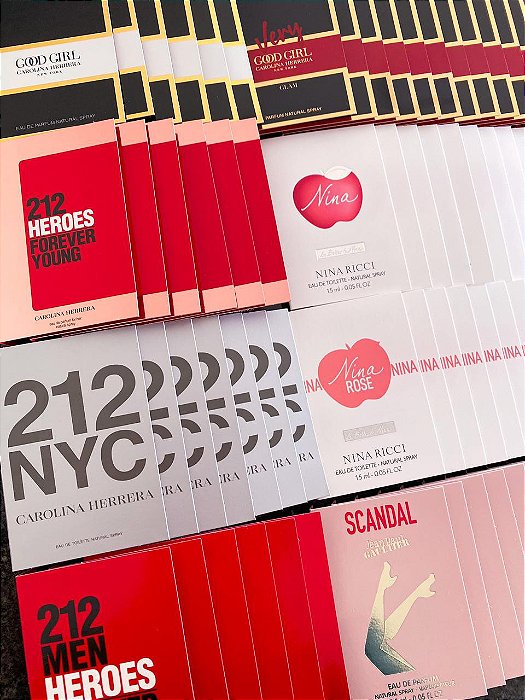 GOOD GIRL
CAROLINA HERRERA
NEW YORK
EAU DE PARFUM NATURAL SPRAY
Very
GOOD GIRL
CAROLINA HERRERA
NEW YORK
GLAM
PARFUM NATURAL SPRAY
212
HEROES
FOREVER
YOUNG
CAROLINA HERRERA
Nina
NINA RICCI
EAU DE TOILETTE - NATURAL SPRAY
1.5 ml - 0.05 FL OZ
212
NYC
CAROLINA HERRERA
EAU DE TOILETTE NATURAL SPRAY
Nina
ROSE
NINA RICCI
EAU DE TOILETTE - NATURAL SPRAY
1.5 ml - 0.05 FL OZ
212
MEN
HEROES
SCANDAL
Jean Paul
GAULTIER
EAU DE PARFUM